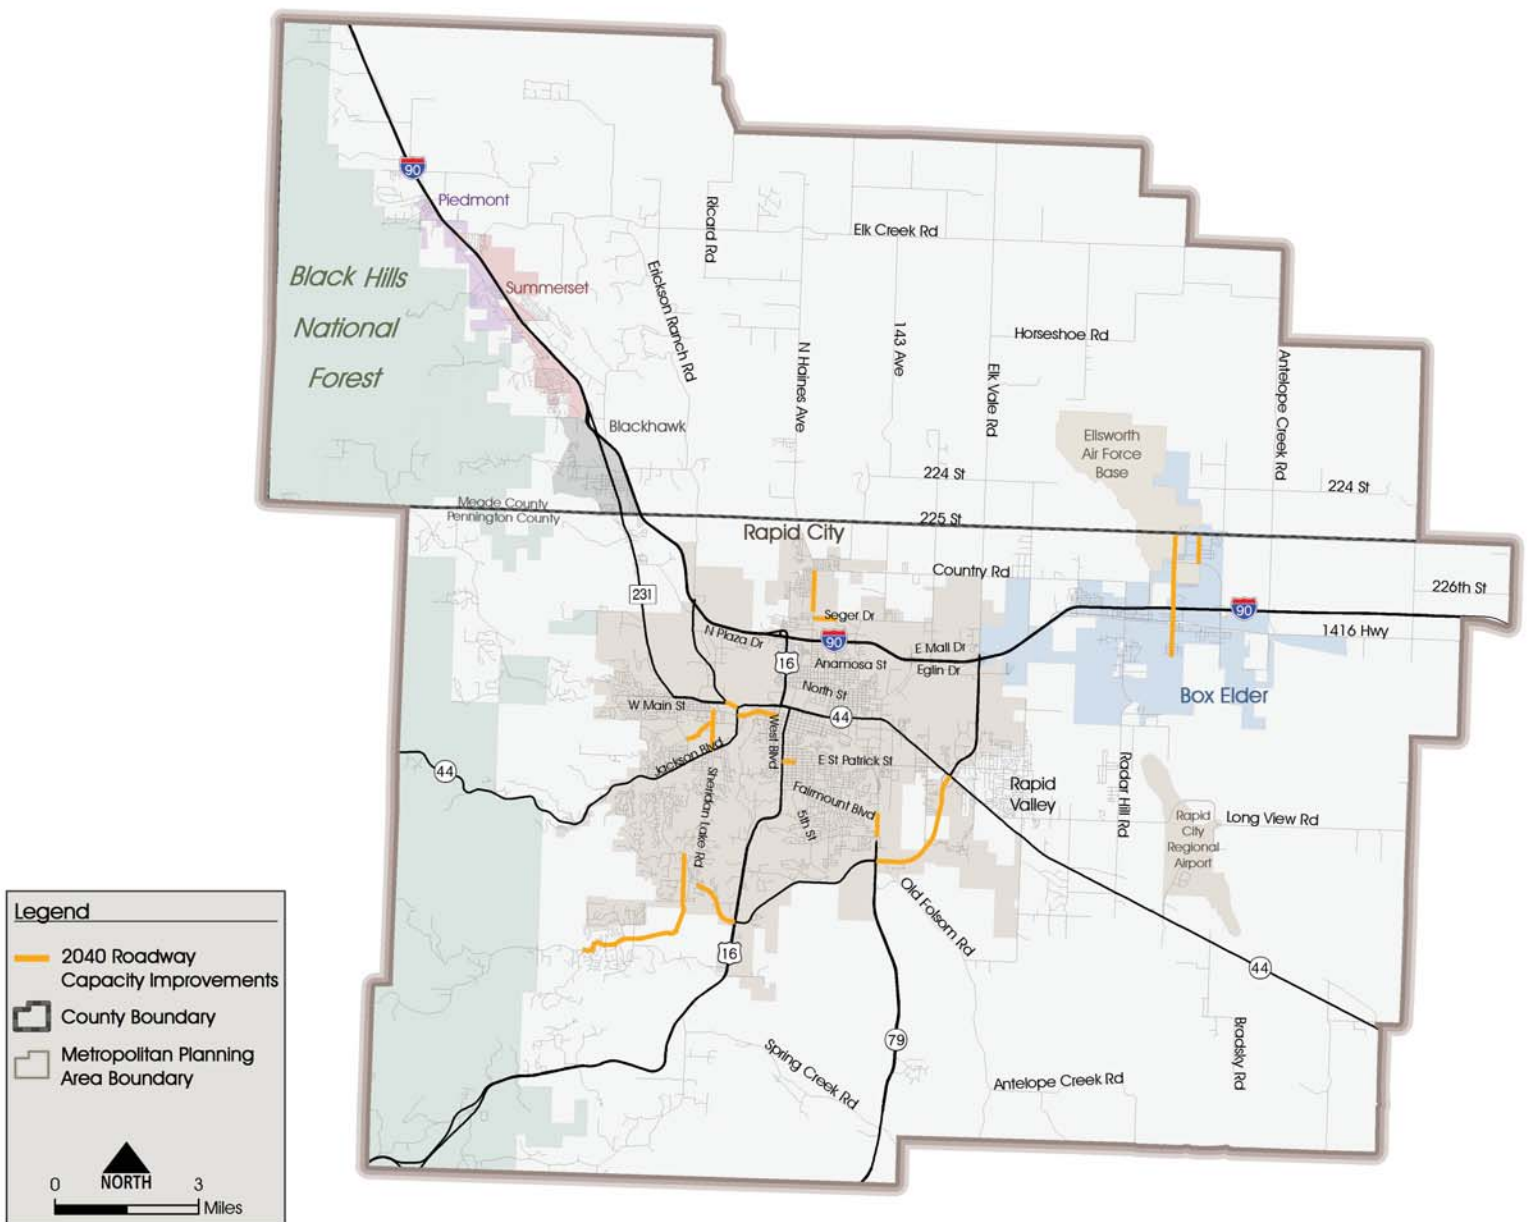 90
Piedmont
Ricard Rd
Elk Creek Rd
Black Hills
National
Forest
Summerset
Erickson Ranch Rd
Horseshoe Rd
143 Ave
N Haines Ave
Elk Vale Rd
Antelope Creek Rd
Blackhawk
Ellsworth
Air Force
Base
224 St
224 St
Meade County
Pennington County
225 St
Rapid City
Country Rd
226th St
231
Seger Dr
90
90
1416 Hwy
N Plaza Dr
E Mall Dr
16
Anamosa St
Eglin Dr
North St
Box Elder
W Main St
44
West Blvd
Jackson Blvd
44
E St Patrick St
Radar Hill Rd
Rapid
Valley
Sheridan Lake Rd
Fairmount Blvd
5th St
Rapid
City
Regional
Airport
Long View Rd
Old Folsom Rd
16
44
79
Spring Creek Rd
Antelope Creek Rd
Bradsky Rd
Legend
2040 Roadway
Capacity Improvements
County Boundary
Metropolitan Planning
Area Boundary
NORTH
0 3
Miles